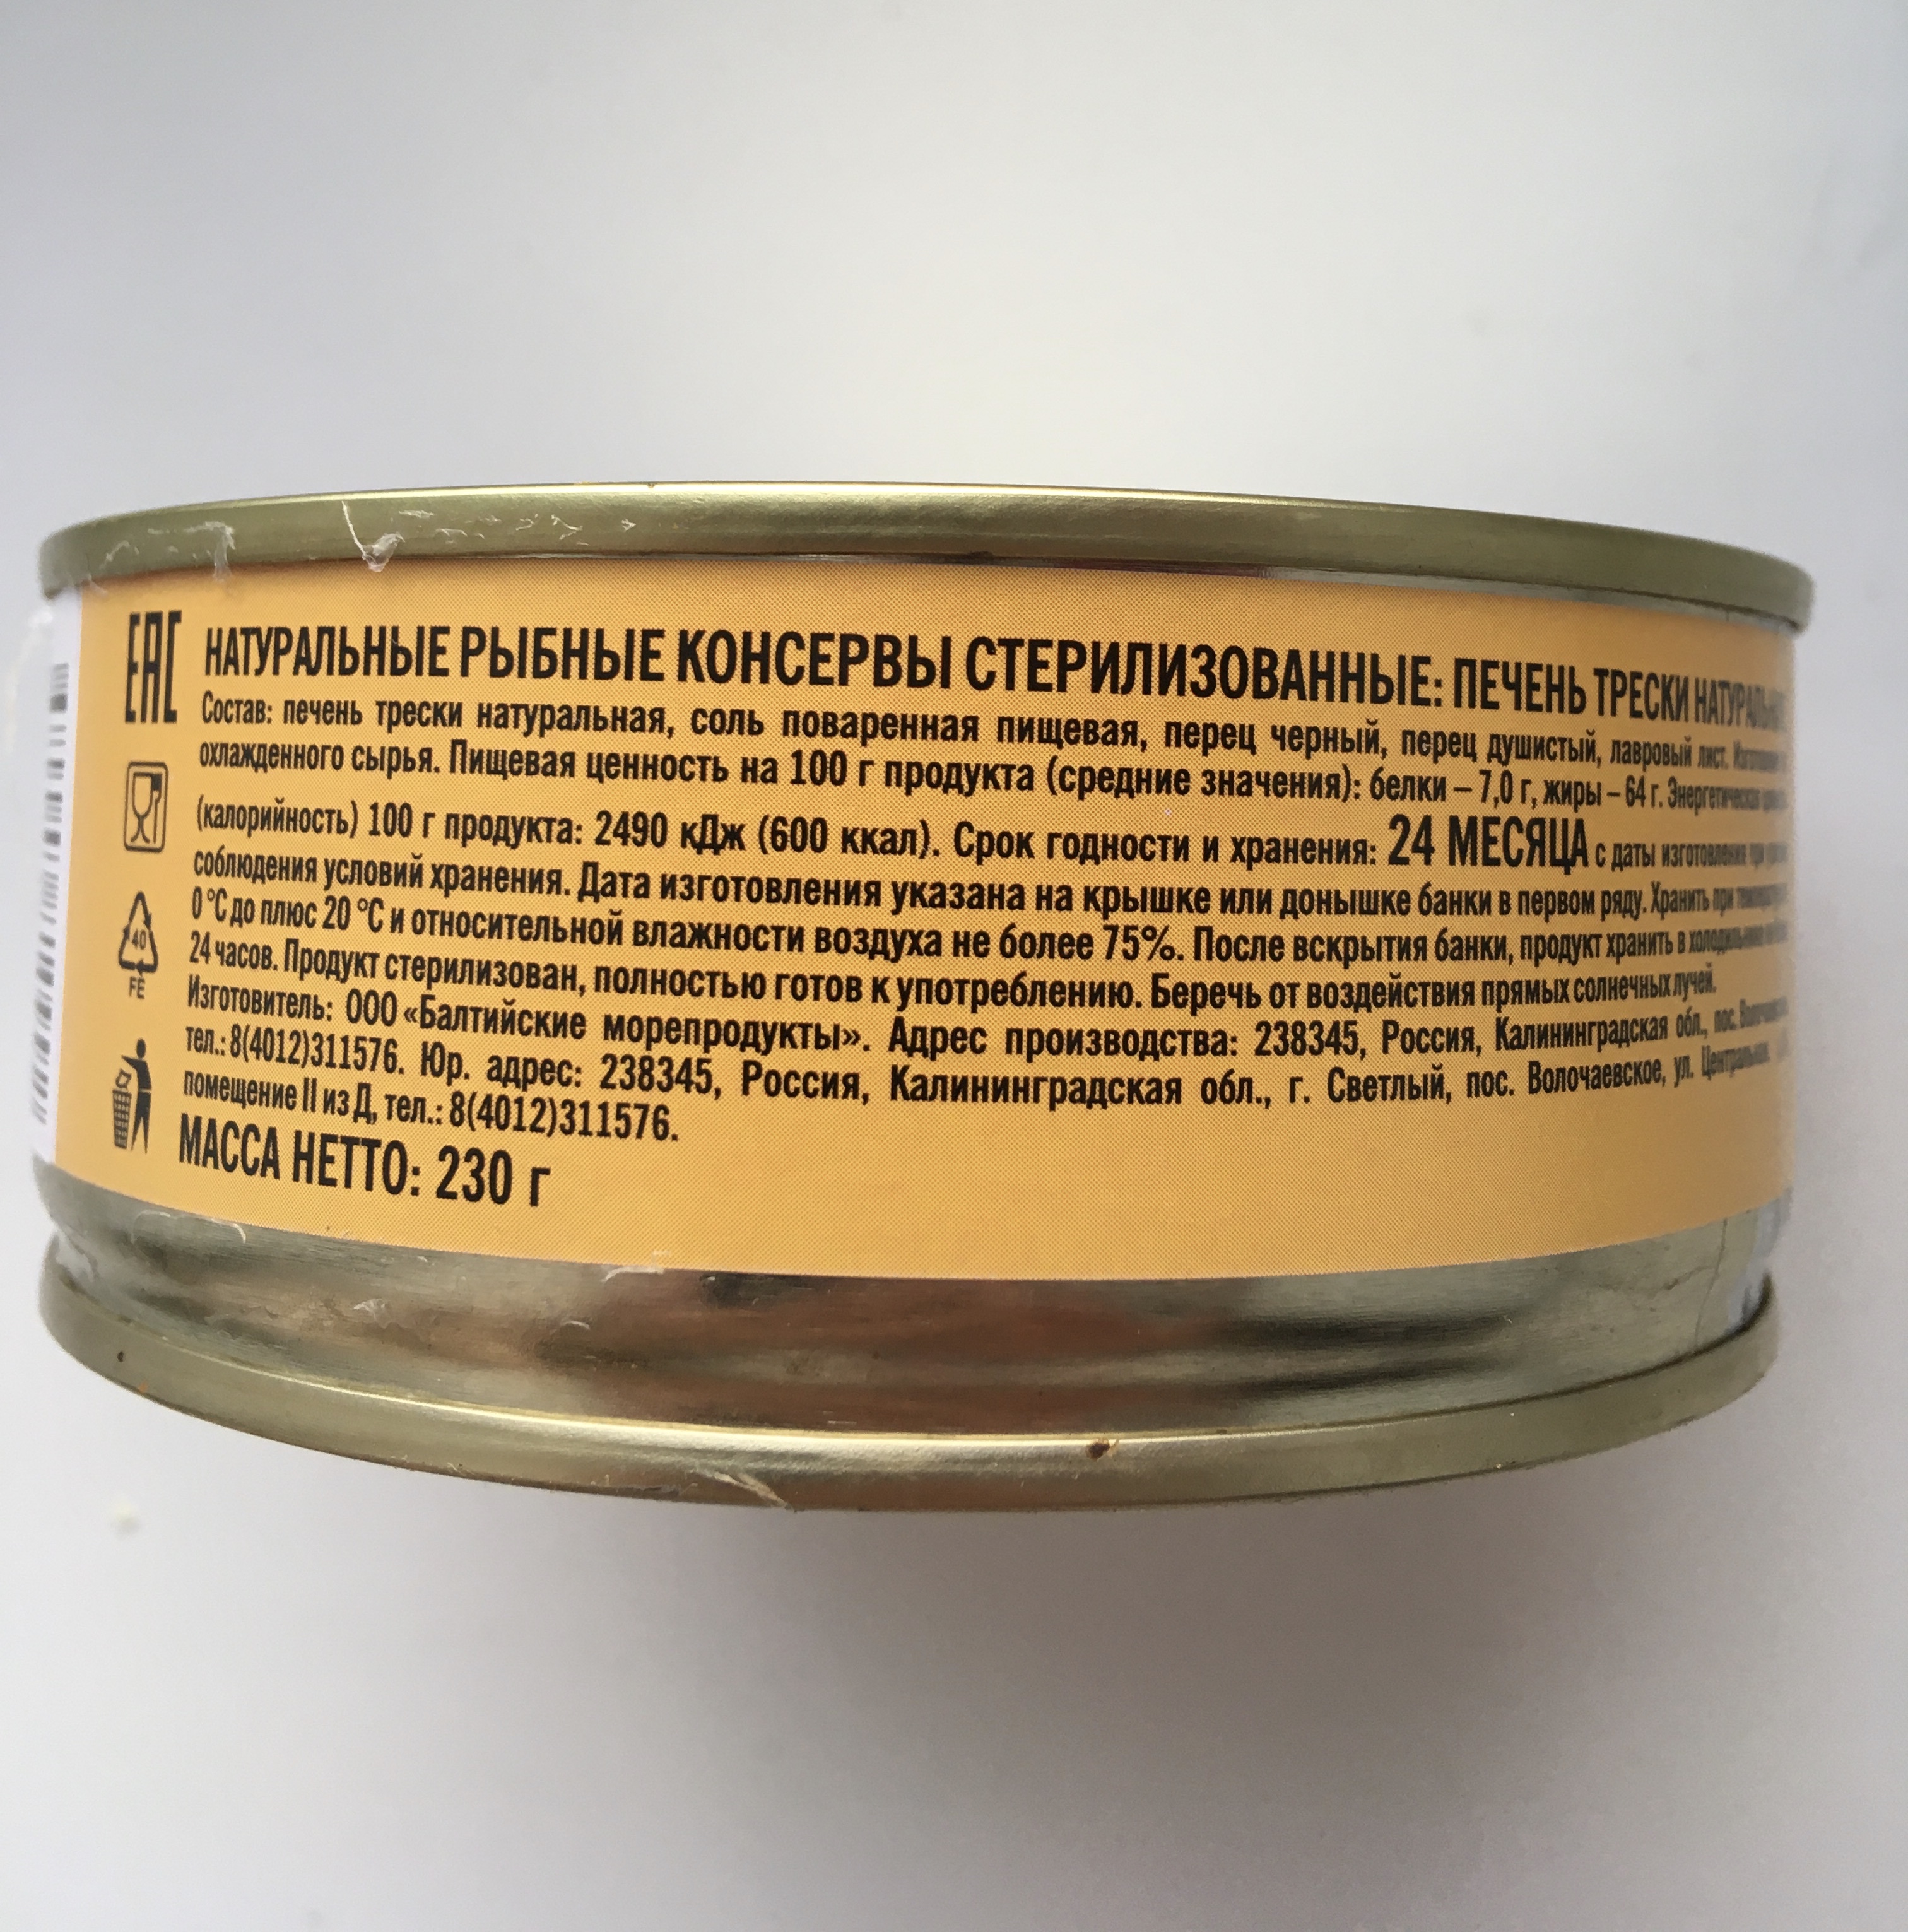 EAC
НАТУРАЛЬНЫЕ РЫБНЫЕ КОНСЕРВЫ СТЕРИЛИЗОВАННЫЕ: ПЕЧЕНЬ ТРЕСКИ
Состав: печень трески натуральная, соль поваренная пищевая, перец черный, перец душистый, лавровый лист.
охлажденного сырья. Пищевая ценность на 100 г продукта (средние значения): белки – 7,0 г, жиры – 64 г. Энергетическая
(калорийность) 100 г продукта: 2490 кДж (600 ккал). Срок годности и хранения: 24 МЕСЯЦА с даты изготовления при
соблюдения условий хранения. Дата изготовления указана на крышке или донышке банки в первом ряду. Хранить при
0 °С до плюс 20 °С и относительной влажности воздуха не более 75%. После вскрытия банки, продукт хранить в
24 часов. Продукт стерилизован, полностью готов к употреблению. Беречь от воздействия прямых солнечных лучей.
Изготовитель: ООО «Балтийские морепродукты». Адрес производства: 238345, Россия, Калининградская обл., пос.
тел.: 8(4012)311576. Юр. адрес: 238345, Россия, Калининградская обл., г. Светлый, пос. Волочаевское, ул.
помещение II из Д, тел.: 8(4012)311576.
МАССА НЕТТО: 230 г
40
FE